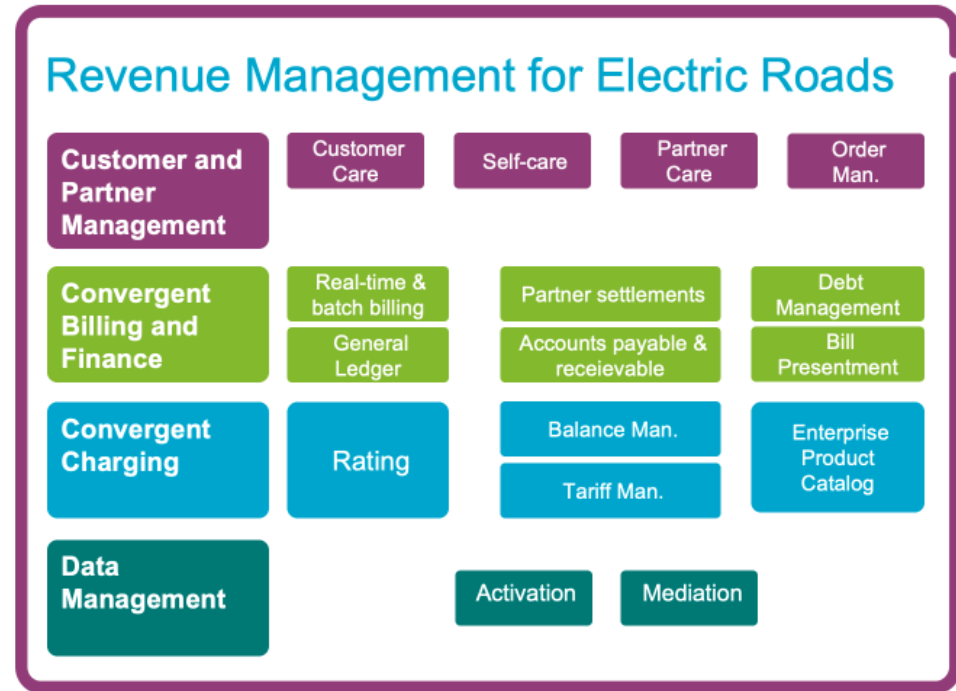 Revenue Management for Electric Roads
Customer and
Partner
Management
Customer
Care
Self-care
Partner
Care
Order
Man.
Convergent
Billing and
Finance
Real-time &
batch billing
Partner settlements
Debt
Management
General
Ledger
Accounts payable &
receievable
Bill
Presentment
Convergent
Charging
Rating
Balance Man.
Tariff Man.
Enterprise
Product
Catalog
Data
Management
Activation
Mediation